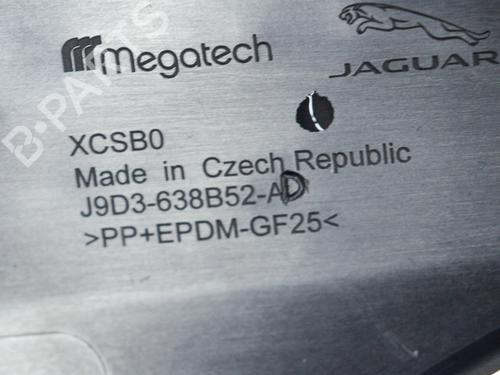 megatech
JAGUAR
XCSB0
Made in Czech Republic
J9D3-638B52-AD
>PP+EPDM-GF25<
B-PARTS